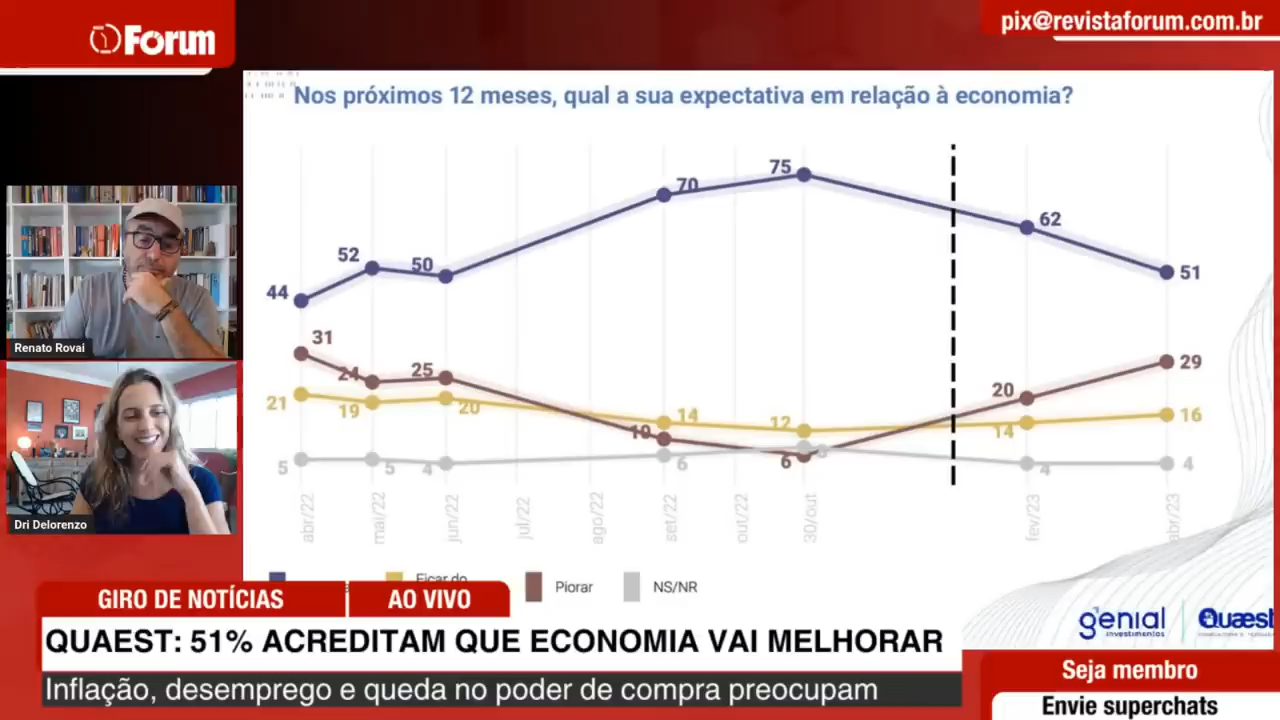 Forum
pix@revistaforum.com.br
Nos próximos 12 meses, qual a sua expectativa em relação à economia?
75
70
62
52
50
51
44
31
24
25
29
20
21
19
20
14
12
14
16
10
6
5
5
4
6
4
4
abr/22
mai/22
jun/22
jul/22
ago/22
set/22
out/22
30/out
fev/23
abr/23
Renato Rovai
Dri Delorenzo
Ficar do
Piorar
NS/NR
GIRO DE NOTÍCIAS
AO VIVO
genial
investimentos
Quaest
QUAEST: 51% ACREDITAM QUE ECONOMIA VAI MELHORAR
Inflação, desemprego e queda no poder de compra preocupam
Seja membro
Envie superchats